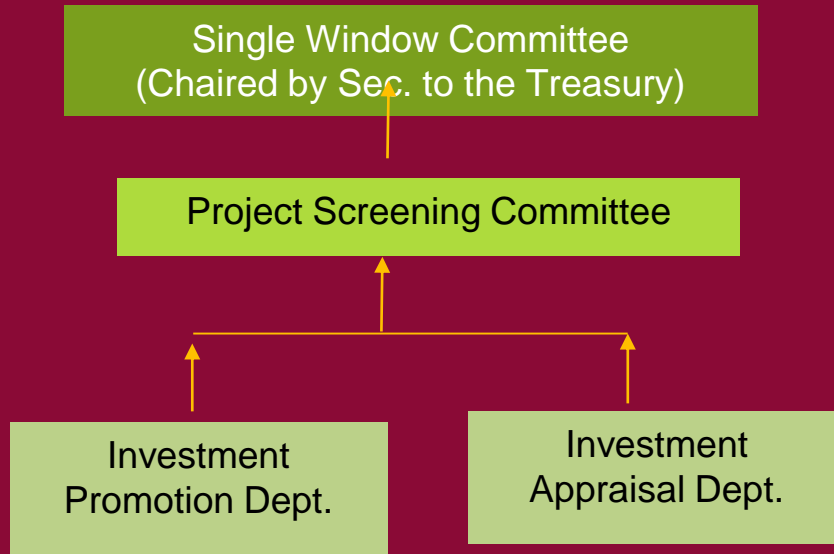 Single Window Committee
(Chaired by Sec. to the Treasury)
Project Screening Committee
Investment
Promotion Dept.
Investment
Appraisal Dept.